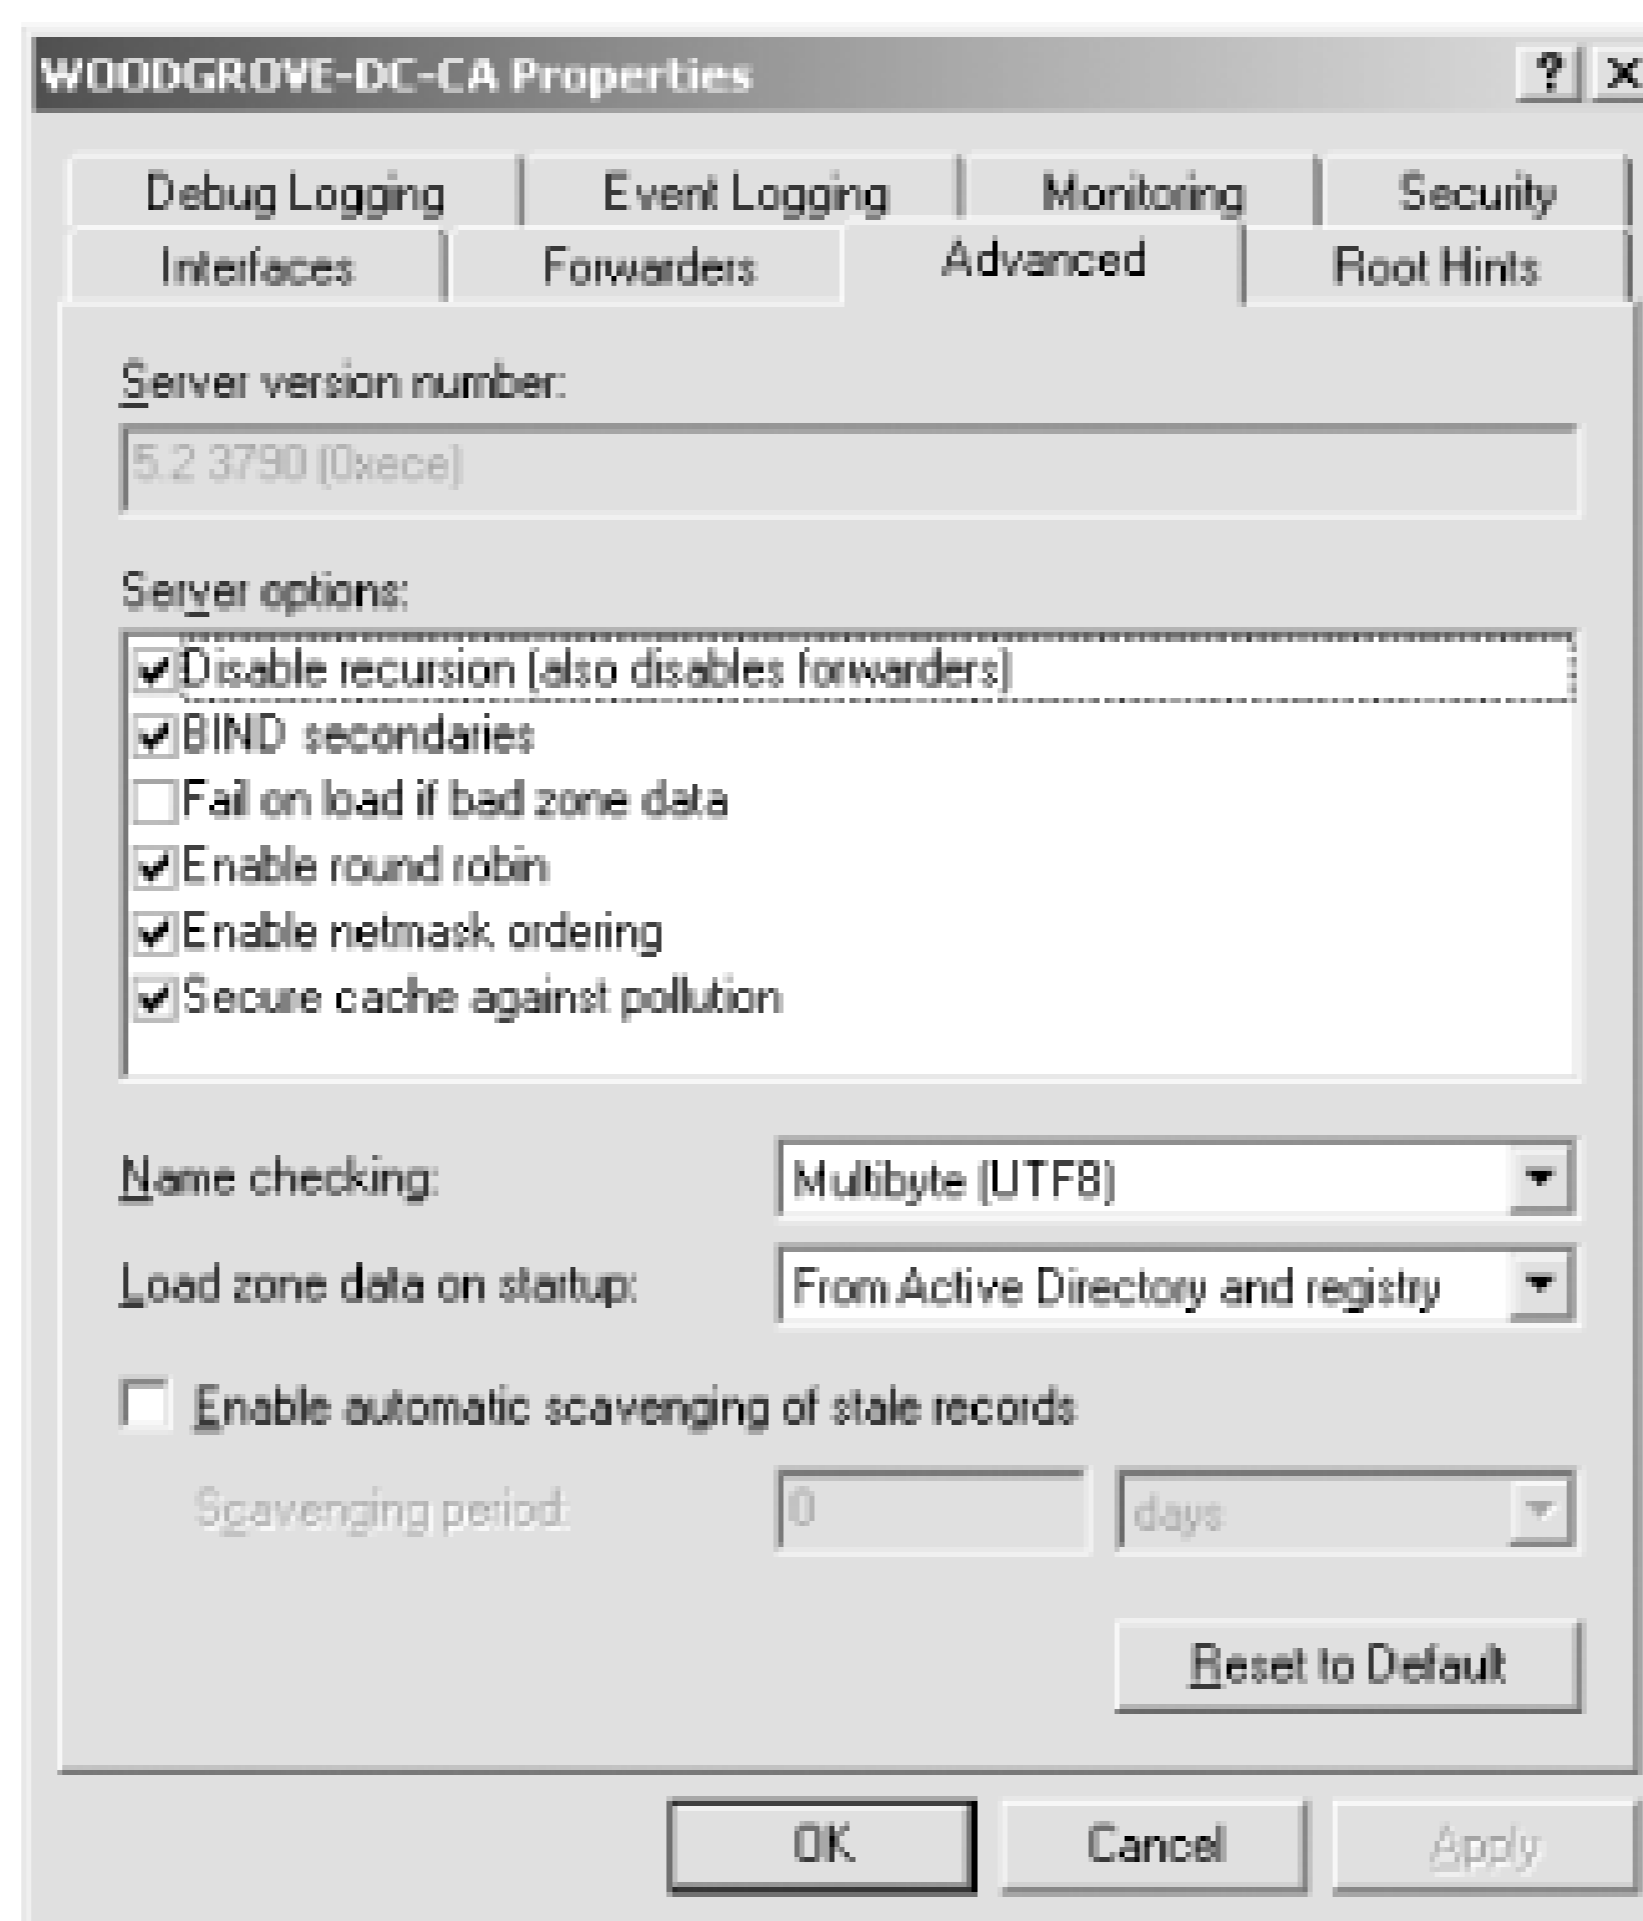 WOODGROVE-DC-CA Properties
Debug Logging Event Logging Monitoring Security
Interfaces Forwarders Advanced Root Hints
Server version number:
5.2 3790 (0xece)
Server options:
Disable recursion (also disables forwarders)
BIND secondaries
Fail on load if bad zone data
Enable round robin
Enable netmask ordering
Secure cache against pollution
Name checking: Multibyte (UTF8)
Load zone data on startup: From Active Directory and registry
Enable automatic scavenging of stale records
Scavenging period: 0 days
Reset to Default
OK Cancel Apply